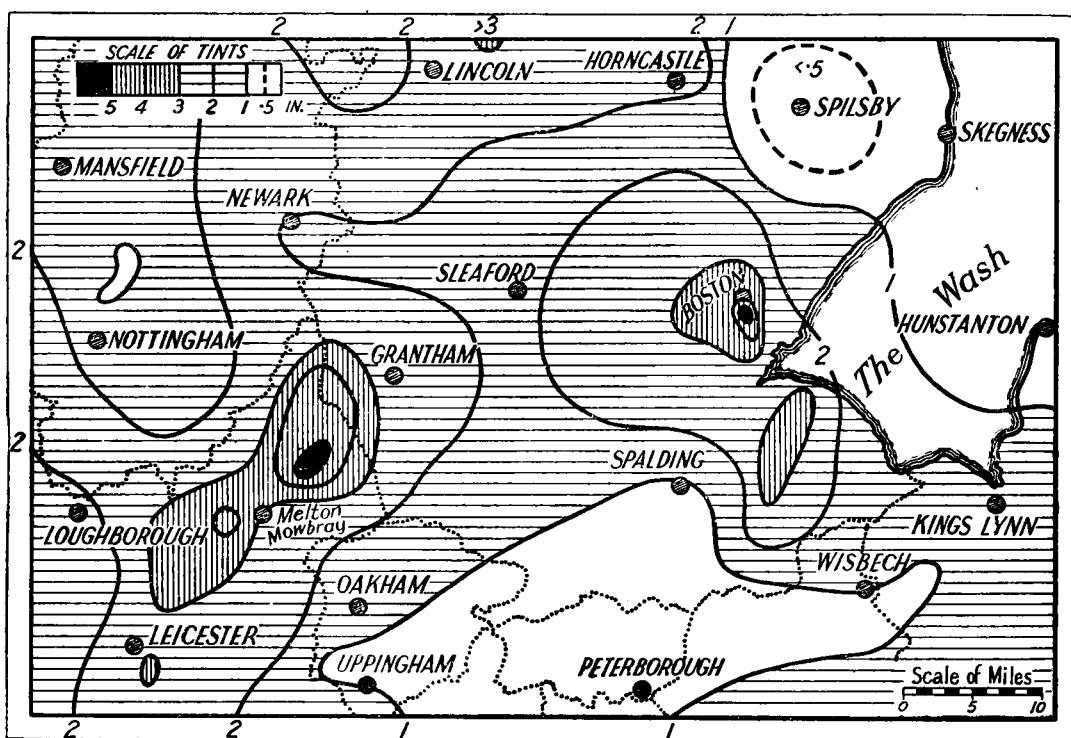 2 2 >3 2 1
SCALE OF TINTS
5 4 3 2 1 .5 IN.
LINCOLN
HORNCASTLE
<.5
SPILSBY
SKEGNESS
MANSFIELD
NEWARK
2
SLEAFORD
BOSTON
The Wash
HUNSTANTON
NOTTINGHAM
GRANTHAM
2
2
SPALDING
LOUGHBOROUGH
Melton
Mowbray
KINGS LYNN
OAKHAM
WISBECH
LEICESTER
UPPINGHAM
PETERBOROUGH
Scale of Miles
0 5 10
2 2 1 1